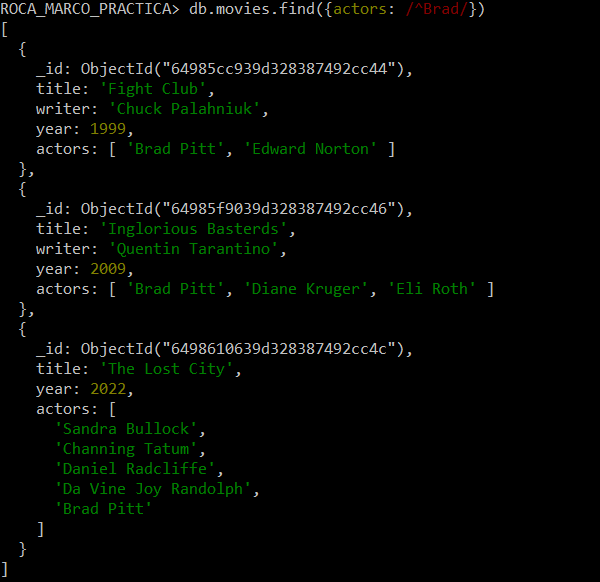 ROCA_MARCO_PRACTICA> db.movies.find({actors: /^Brad/})
[
  {
    _id: ObjectId("64985cc939d328387492cc44"),
    title: 'Fight Club',
    writer: 'Chuck Palahniuk',
    year: 1999,
    actors: [ 'Brad Pitt', 'Edward Norton' ]
  },
  {
    _id: ObjectId("64985f9039d328387492cc46"),
    title: 'Inglorious Basterds',
    writer: 'Quentin Tarantino',
    year: 2009,
    actors: [ 'Brad Pitt', 'Diane Kruger', 'Eli Roth' ]
  },
  {
    _id: ObjectId("6498610639d328387492cc4c"),
    title: 'The Lost City',
    year: 2022,
    actors: [
      'Sandra Bullock',
      'Channing Tatum',
      'Daniel Radcliffe',
      'Da Vine Joy Randolph',
      'Brad Pitt'
    ]
  }
]